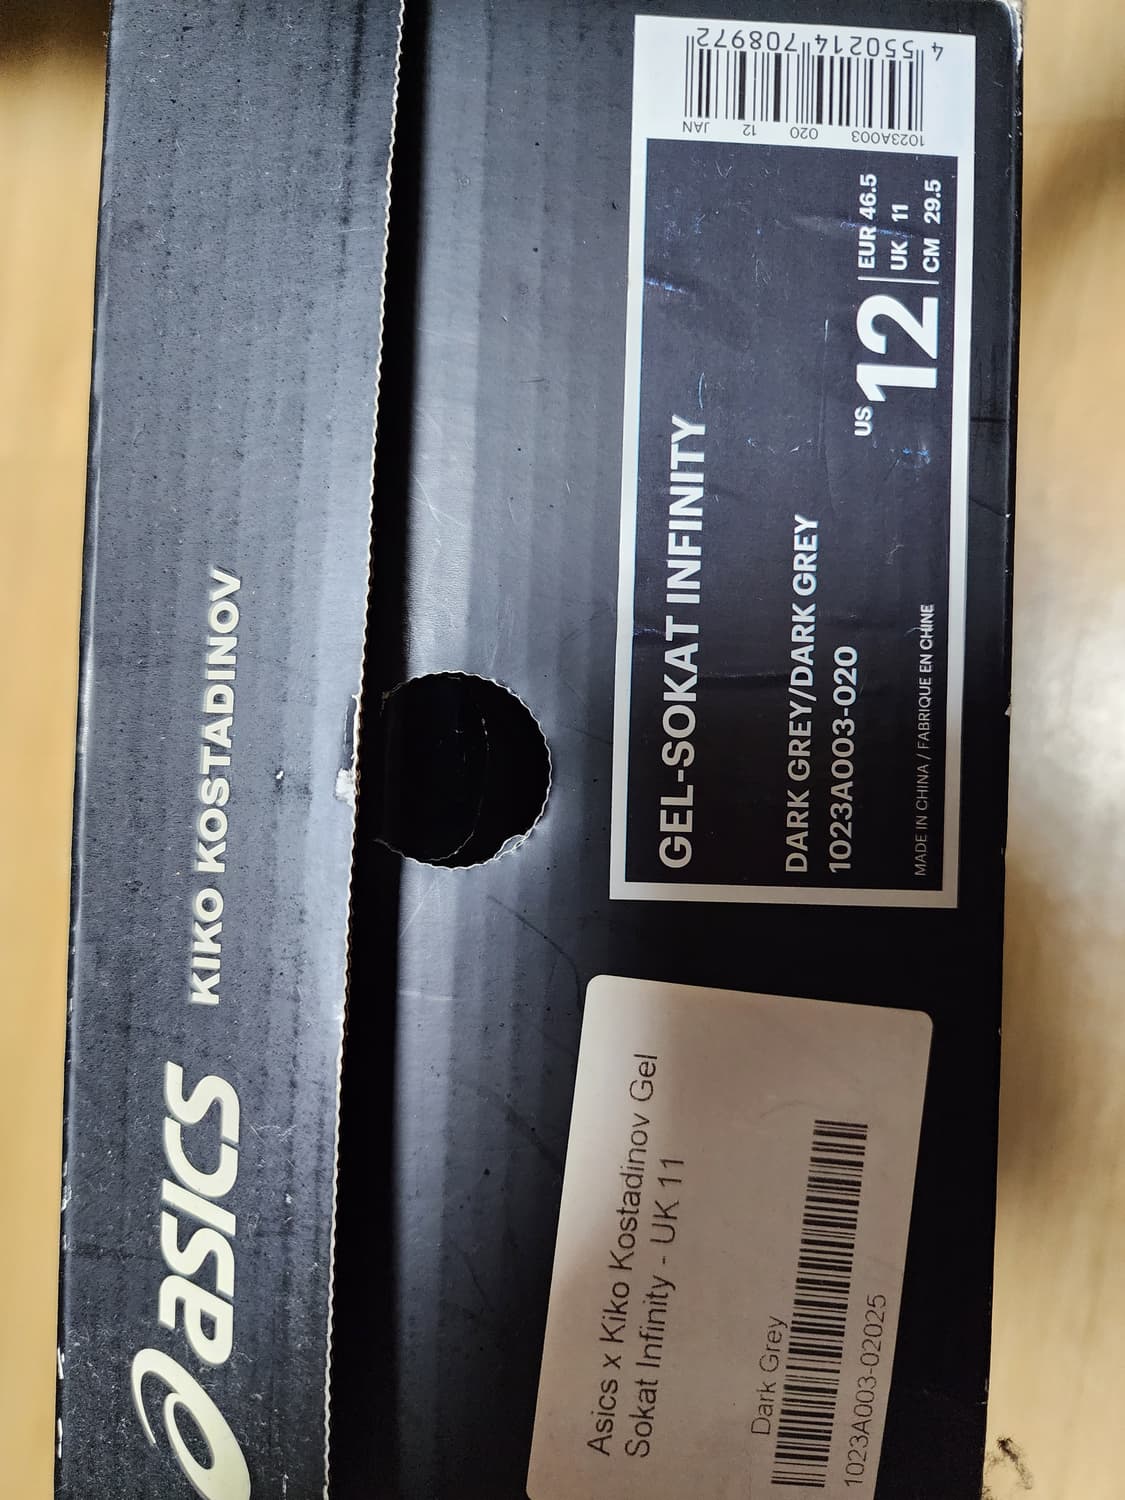 asics KIKO KOSTADINOV
GEL-SOKAT INFINITY
DARK GREY/DARK GREY
1023A003-020
US 12
EUR 46.5
UK 11
CM 29.5
MADE IN CHINA / FABRIQUE EN CHINE
1023A003 020 12 JAN
4 550214 708972
Asics x Kiko Kostadinov Gel
Sokat Infinity - UK 11
Dark Grey
1023A003-02025